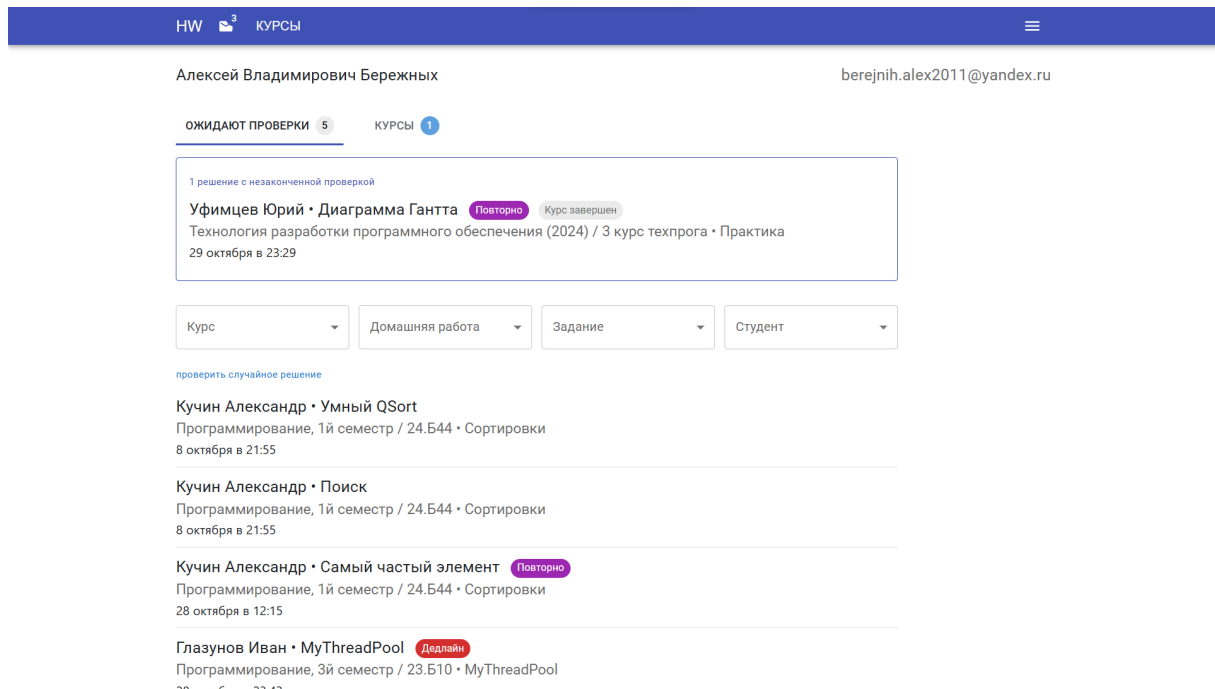 HW 3 КУРСЫ
Алексей Владимирович Бережных berejnih.alex2011@yandex.ru
ОЖИДАЮТ ПРОВЕРКИ 5 КУРСЫ 1
1 решение с незаконченной проверкой
Уфимцев Юрий • Диаграмма Гантта Повторно Курс завершен
Технология разработки программного обеспечения (2024) / 3 курс техпрога • Практика
29 октября в 23:29
Курс Домашняя работа Задание Студент
проверить случайное решение
Кучин Александр • Умный QSort
Программирование, 1й семестр / 24.Б44 • Сортировки
8 октября в 21:55
Кучин Александр • Поиск
Программирование, 1й семестр / 24.Б44 • Сортировки
8 октября в 21:55
Кучин Александр • Самый частый элемент Повторно
Программирование, 1й семестр / 24.Б44 • Сортировки
28 октября в 12:15
Глазунов Иван • MyThreadPool Дедлайн
Программирование, 3й семестр / 23.Б10 • MyThreadPool